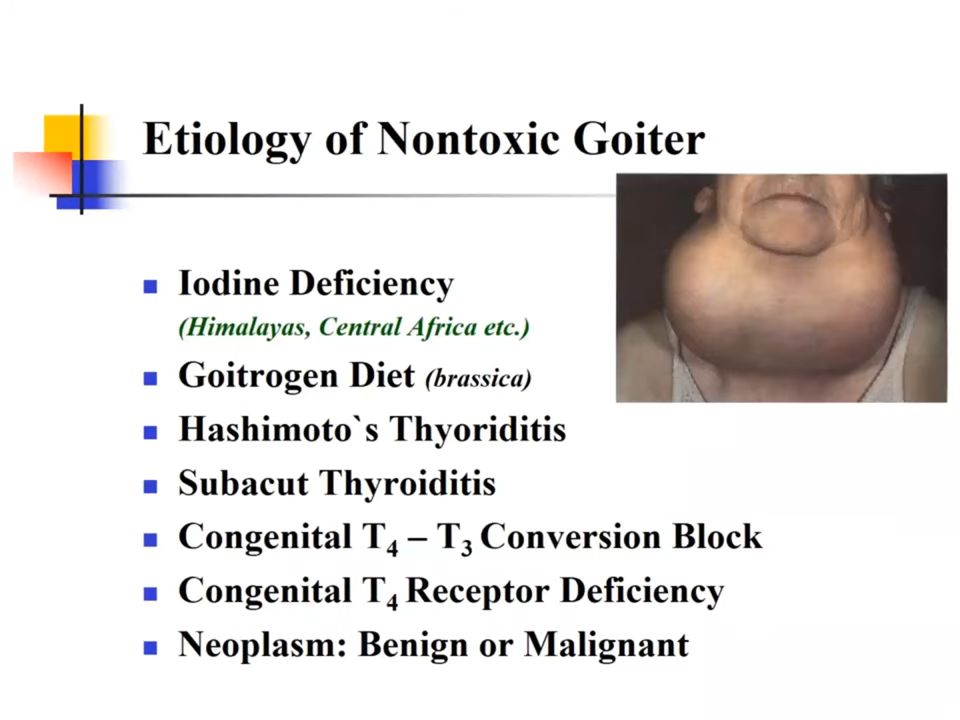 Etiology of Nontoxic Goiter
Iodine Deficiency
(Himalayas, Central Africa etc.)
Goitrogen Diet (brassica)
Hashimoto`s Thyoriditis
Subacut Thyroiditis
Congenital T₄ – T₃ Conversion Block
Congenital T₄ Receptor Deficiency
Neoplasm: Benign or Malignant